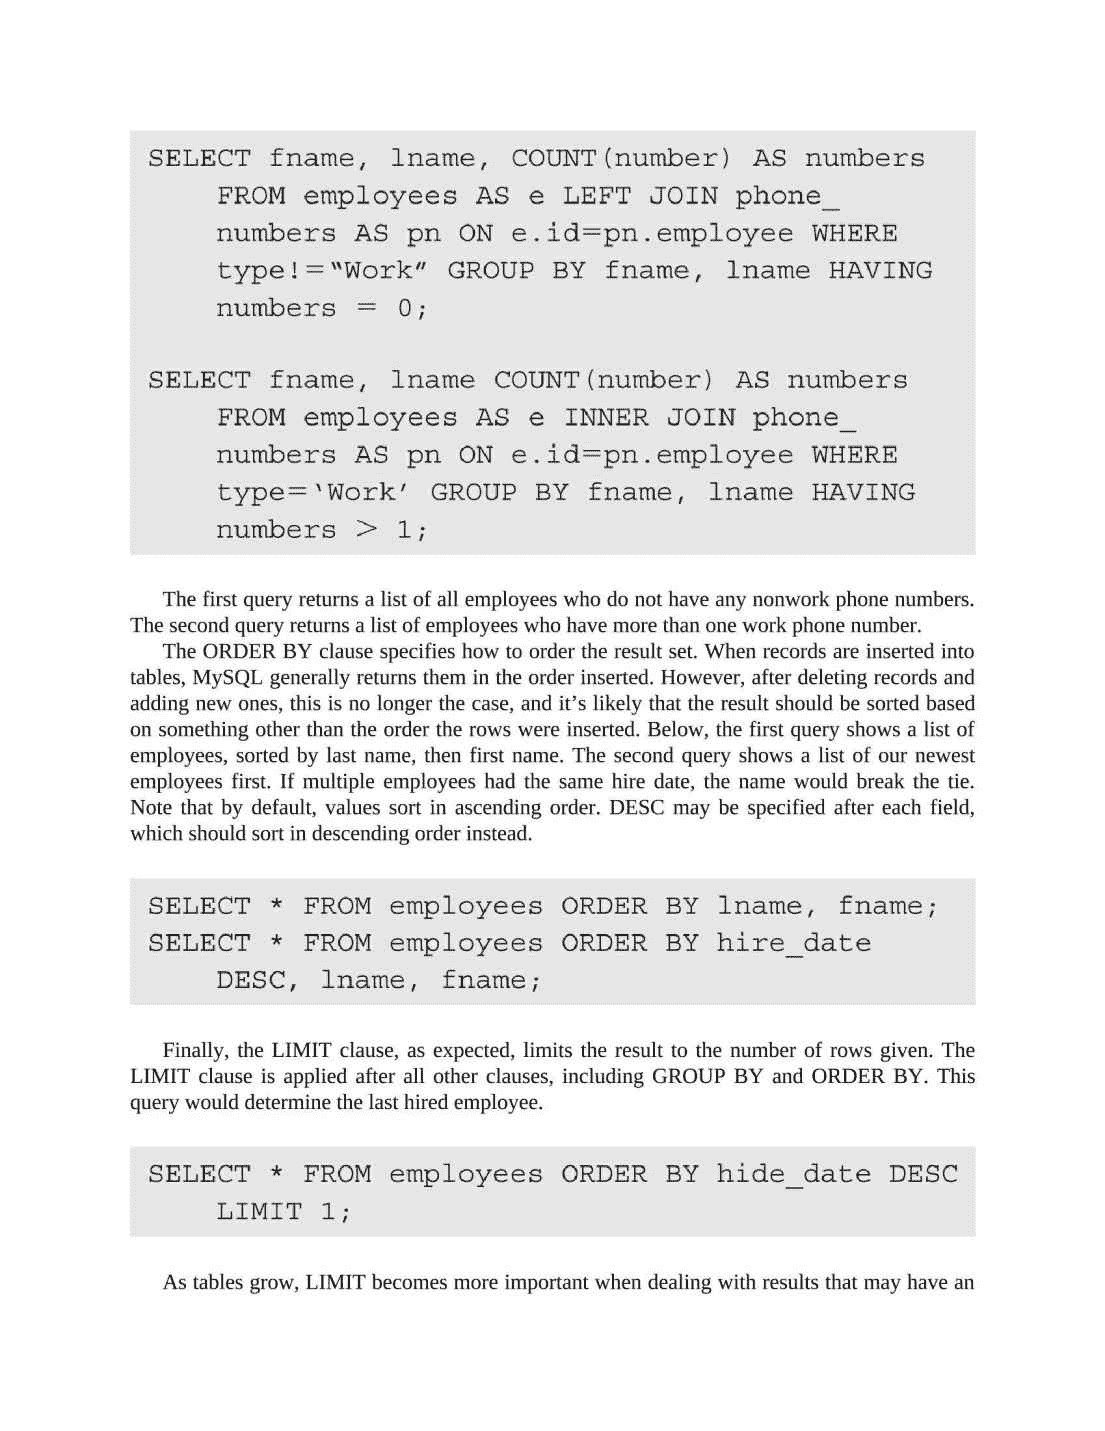 SELECT fname, lname, COUNT(number) AS numbers
FROM employees AS e LEFT JOIN phone_
numbers AS pn ON e.id=pn.employee WHERE
type!=“Work” GROUP BY fname, lname HAVING
numbers = 0;
SELECT fname, lname COUNT(number) AS numbers
FROM employees AS e INNER JOIN phone_
numbers AS pn ON e.id=pn.employee WHERE
type=‘Work’ GROUP BY fname, lname HAVING
numbers > 1;
The first query returns a list of all employees who do not have any nonwork phone numbers.
The second query returns a list of employees who have more than one work phone number.
The ORDER BY clause specifies how to order the result set. When records are inserted into
tables, MySQL generally returns them in the order inserted. However, after deleting records and
adding new ones, this is no longer the case, and it’s likely that the result should be sorted based
on something other than the order the rows were inserted. Below, the first query shows a list of
employees, sorted by last name, then first name. The second query shows a list of our newest
employees first. If multiple employees had the same hire date, the name would break the tie.
Note that by default, values sort in ascending order. DESC may be specified after each field,
which should sort in descending order instead.
SELECT * FROM employees ORDER BY lname, fname;
SELECT * FROM employees ORDER BY hire_date
DESC, lname, fname;
Finally, the LIMIT clause, as expected, limits the result to the number of rows given. The
LIMIT clause is applied after all other clauses, including GROUP BY and ORDER BY. This
query would determine the last hired employee.
SELECT * FROM employees ORDER BY hide_date DESC
LIMIT 1;
As tables grow, LIMIT becomes more important when dealing with results that may have an